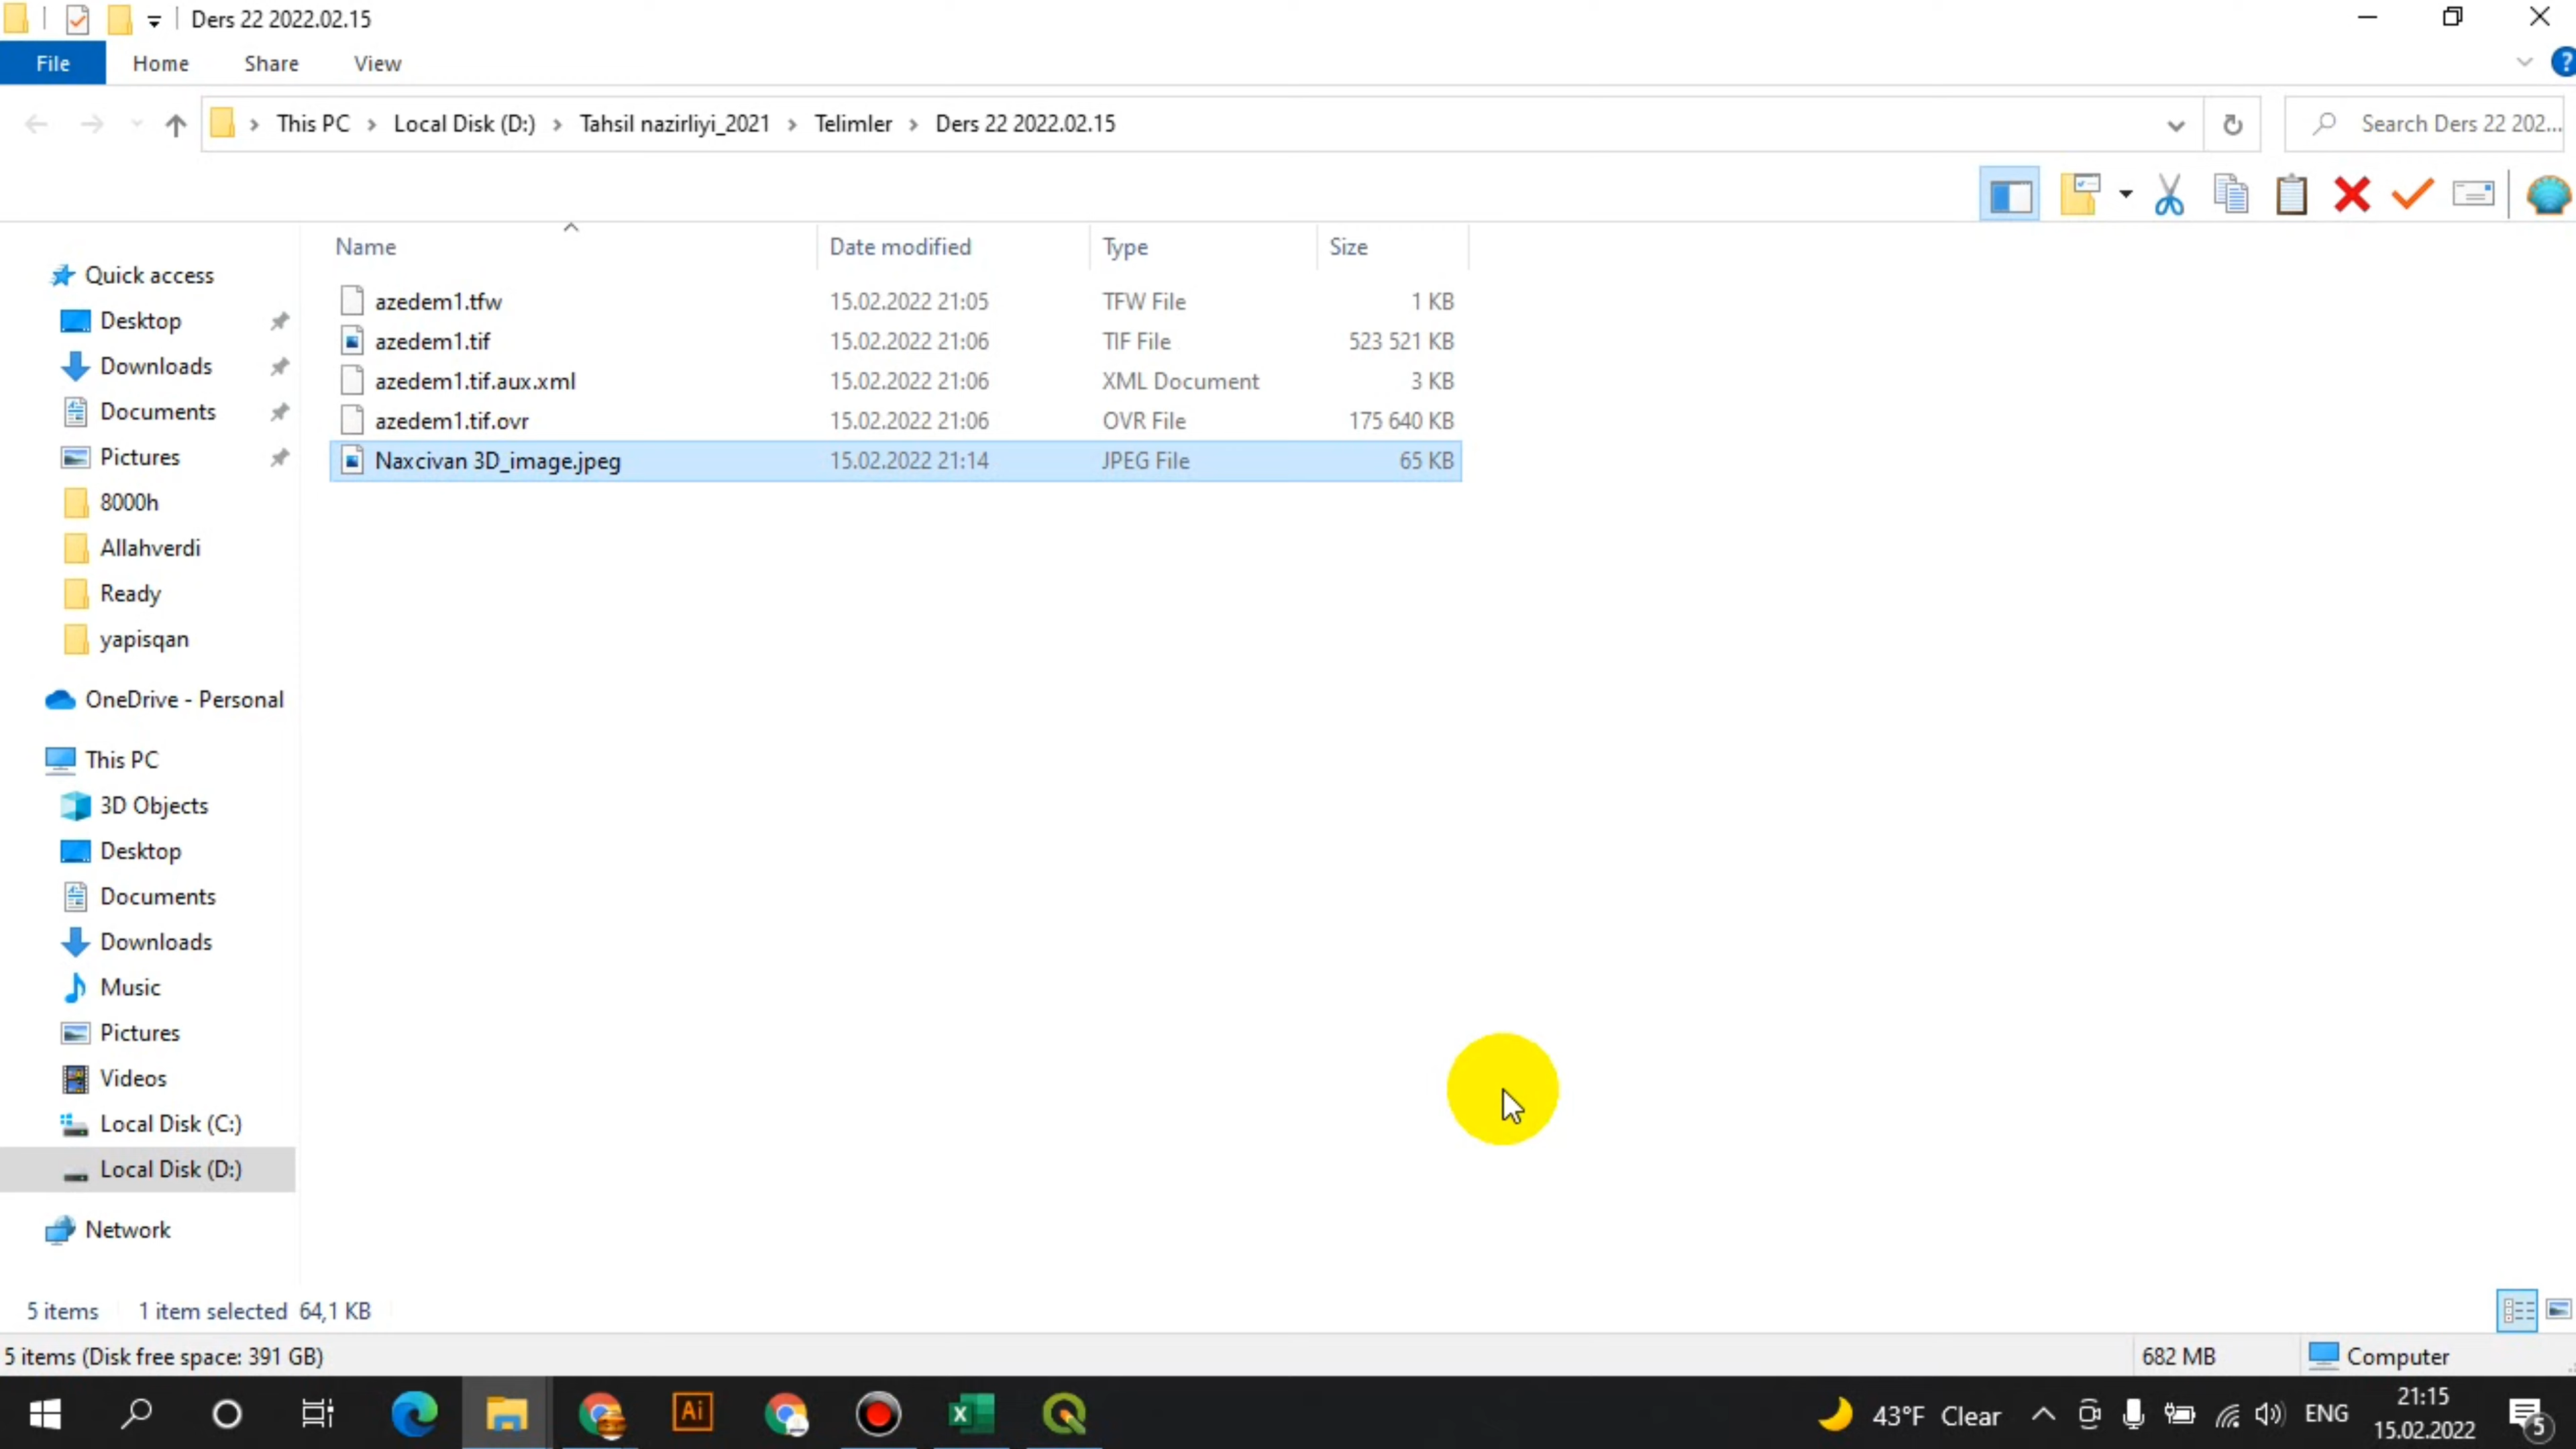 Ders 22 2022.02.15
File Home Share View
This PC Local Disk (D:) Tahsil nazirliyi_2021 Telimler Ders 22 2022.02.15 Search Ders 22 202...
Name Date modified Type Size
azedem1.tfw 15.02.2022 21:05 TFW File 1 KB
azedem1.tif 15.02.2022 21:06 TIF File 523 521 KB
azedem1.tif.aux.xml 15.02.2022 21:06 XML Document 3 KB
azedem1.tif.ovr 15.02.2022 21:06 OVR File 175 640 KB
Naxcivan 3D_image.jpeg 15.02.2022 21:14 JPEG File 65 KB
Quick access
Desktop
Downloads
Documents
Pictures
8000h
Allahverdi
Ready
yapisqan
OneDrive - Personal
This PC
3D Objects
Desktop
Documents
Downloads
Music
Pictures
Videos
Local Disk (C:)
Local Disk (D:)
Network
5 items 1 item selected 64,1 KB
5 items (Disk free space: 391 GB) 682 MB Computer
Ai 43°F Clear ENG 21:15
15.02.2022 5